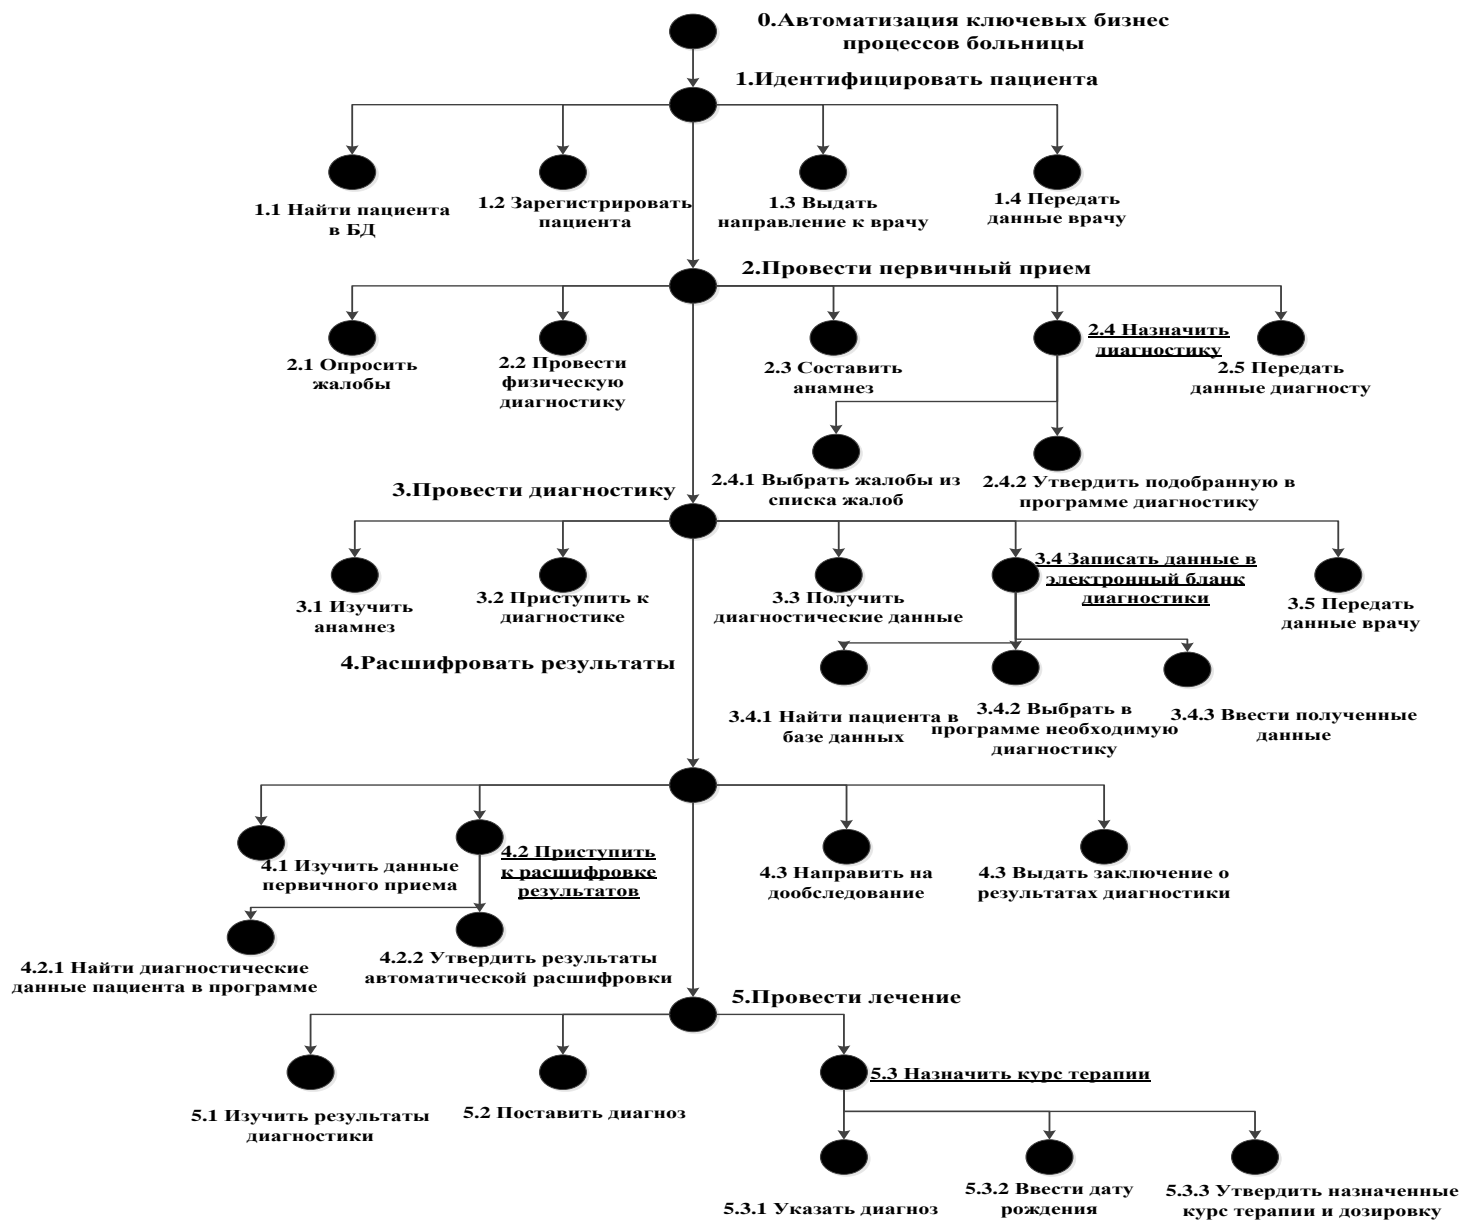 0.Автоматизация ключевых бизнес
процессов больницы
1.Идентифицировать пациента
1.1 Найти пациента
в БД
1.2 Зарегистрировать
пациента
1.3 Выдать
направление к врачу
1.4 Передать
данные врачу
2.Провести первичный прием
2.1 Опросить
жалобы
2.2 Провести
физическую
диагностику
2.3 Составить
анамнез
2.4 Назначить
диагностику
2.5 Передать
данные диагносту
2.4.1 Выбрать жалобы из
списка жалоб
2.4.2 Утвердить подобранную в
программе диагностику
3.Провести диагностику
3.1 Изучить
анамнез
3.2 Приступить к
диагностике
3.3 Получить
диагностические данные
3.4 Записать данные в
электронный бланк
диагностики
3.5 Передать
данные врачу
4.Расшифровать результаты
3.4.1 Найти пациента в
базе данных
3.4.2 Выбрать в
программе необходимую
диагностику
3.4.3 Ввести полученные
данные
4.1 Изучить данные
первичного приема
4.2 Приступить
к расшифровке
результатов
4.3 Направить на
дообследование
4.3 Выдать заключение о
результатах диагностики
4.2.1 Найти диагностические
данные пациента в программе
4.2.2 Утвердить результаты
автоматической расшифровки
5.Провести лечение
5.1 Изучить результаты
диагностики
5.2 Поставить диагноз
5.3 Назначить курс терапии
5.3.1 Указать диагноз
5.3.2 Ввести дату
рождения
5.3.3 Утвердить назначенные
курс терапии и дозировку